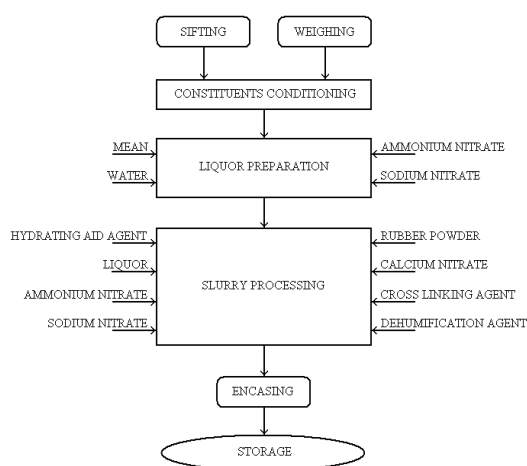 SIFTING
WEIGHING
CONSTITUENTS CONDITIONING
MEAN
AMMONIUM NITRATE
LIQUOR PREPARATION
WATER
SODIUM NITRATE
HYDRATING AID AGENT
RUBBER POWDER
LIQUOR
CALCIUM NITRATE
SLURRY PROCESSING
AMMONIUM NITRATE
CROSS LINKING AGENT
SODIUM NITRATE
DEHUMIFICATION AGENT
ENCASING
STORAGE